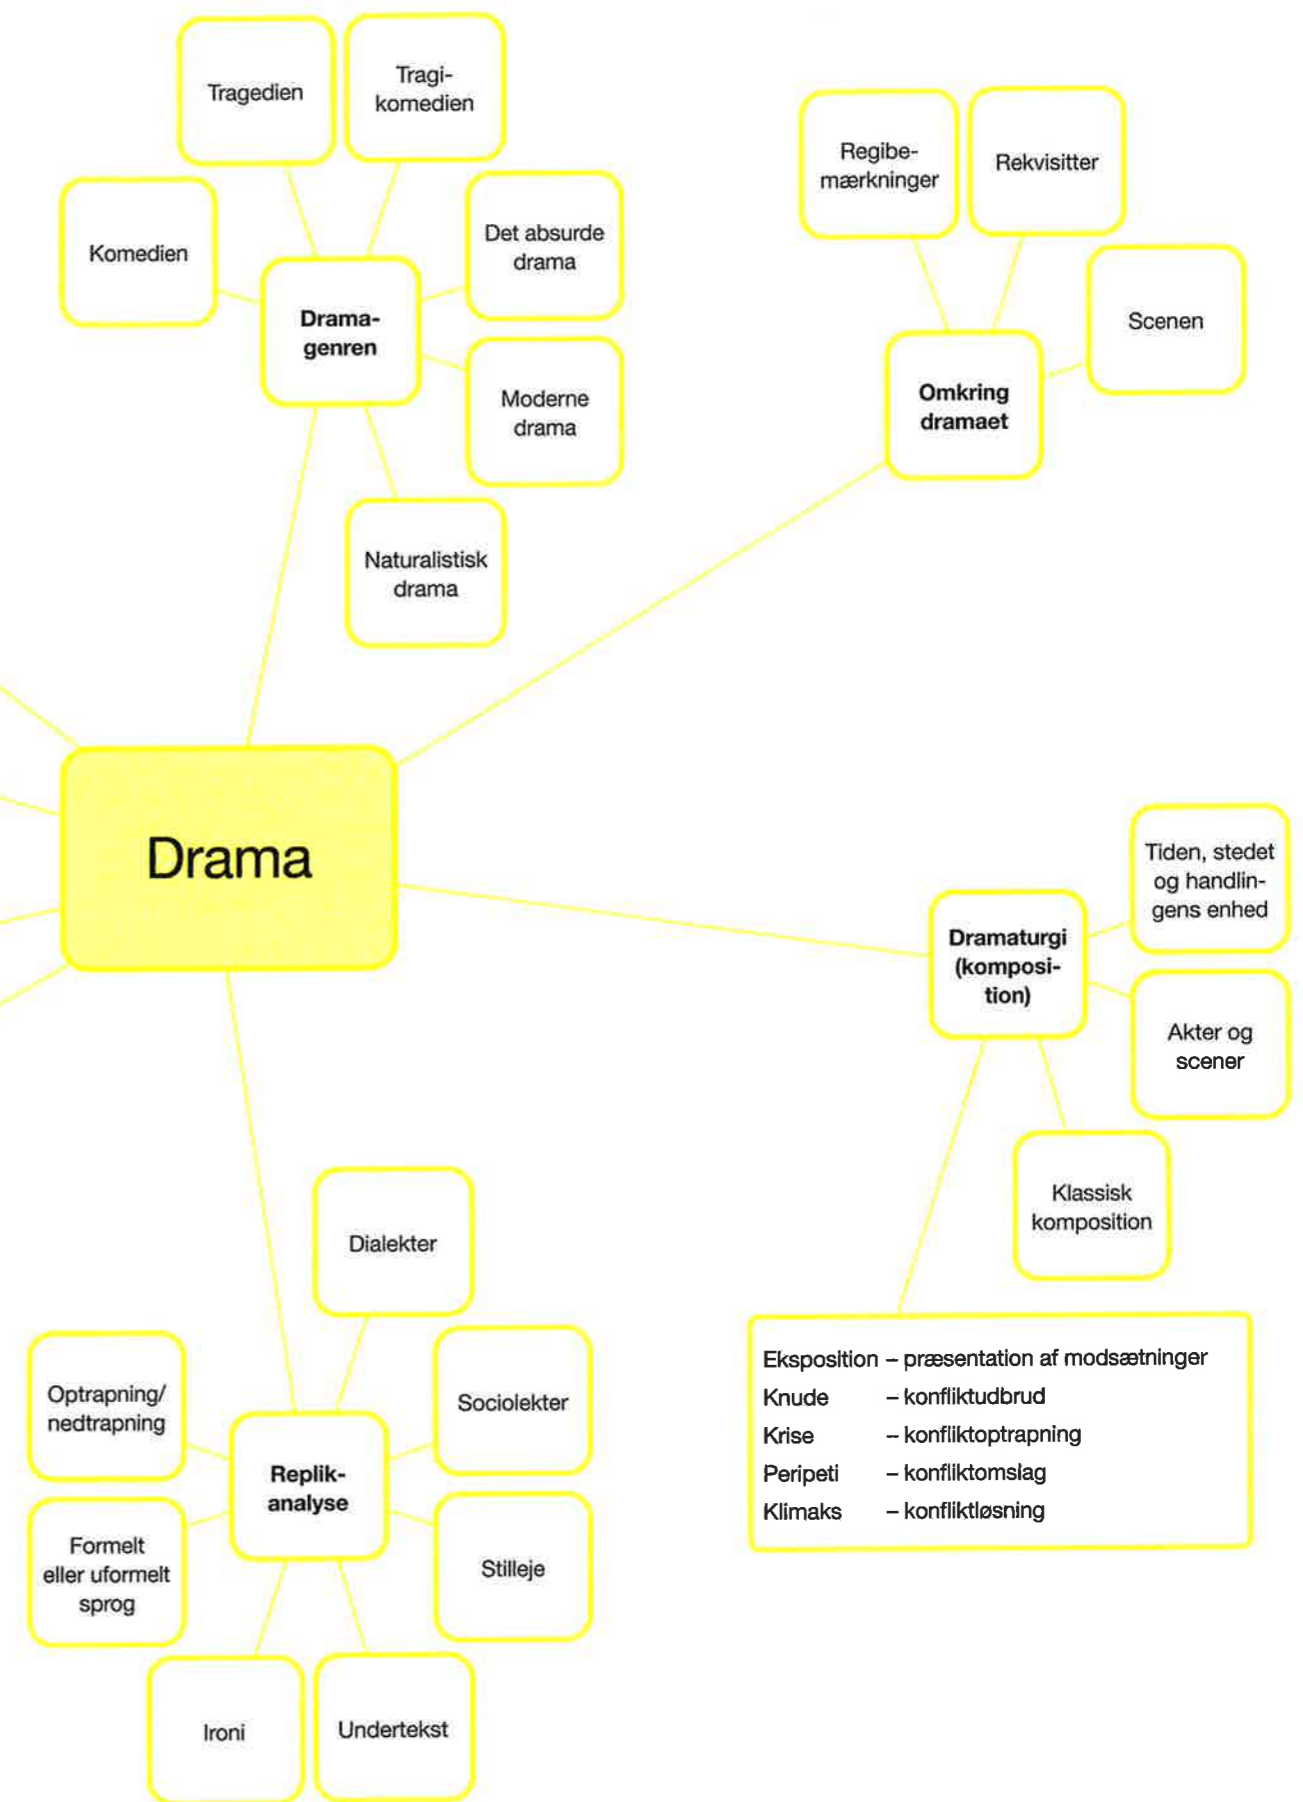 Tragedien
Tragi-
komedien
Komedien
Det absurde
drama
Drama-
genren
Moderne
drama
Naturalistisk
drama
Regibe-
mærkninger
Rekvisitter
Scenen
Omkring
dramaet
Drama
Tiden, stedet
og handlin-
gens enhed
Dramaturgi
(komposi-
tion)
Akter og
scener
Klassisk
komposition
Eksposition – præsentation af modsætninger
Knude – konfliktudbrud
Krise – konfliktoptrapning
Peripeti – konfliktomslag
Klimaks – konfliktløsning
Dialekter
Optrapning/
nedtrapning
Sociolekter
Replik-
analyse
Formelt
eller uformelt
sprog
Stilleje
Ironi
Undertekst